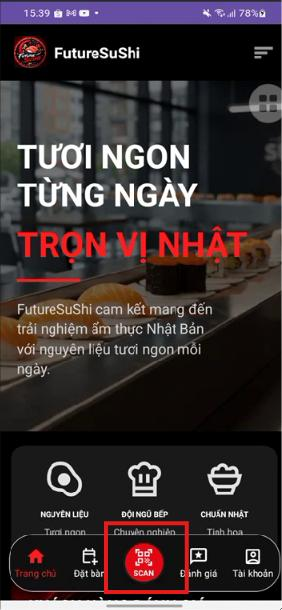 15.39
78%
FutureSuShi
TƯƠI NGON
TỪNG NGÀY
TRỌN VỊ NHẬT
FutureSuShi cam kết mang đến
trải nghiệm ẩm thực Nhật Bản
với nguyên liệu tươi ngon mỗi
ngày.
NGUYÊN LIỆU
ĐỘI NGŨ BẾP
CHUẨN NHẬT
Tươi ngon
Chuyên nghiệp
Tinh hoa
Trang chủ
Đặt bàn
SCAN
Đánh giá
Tài khoản